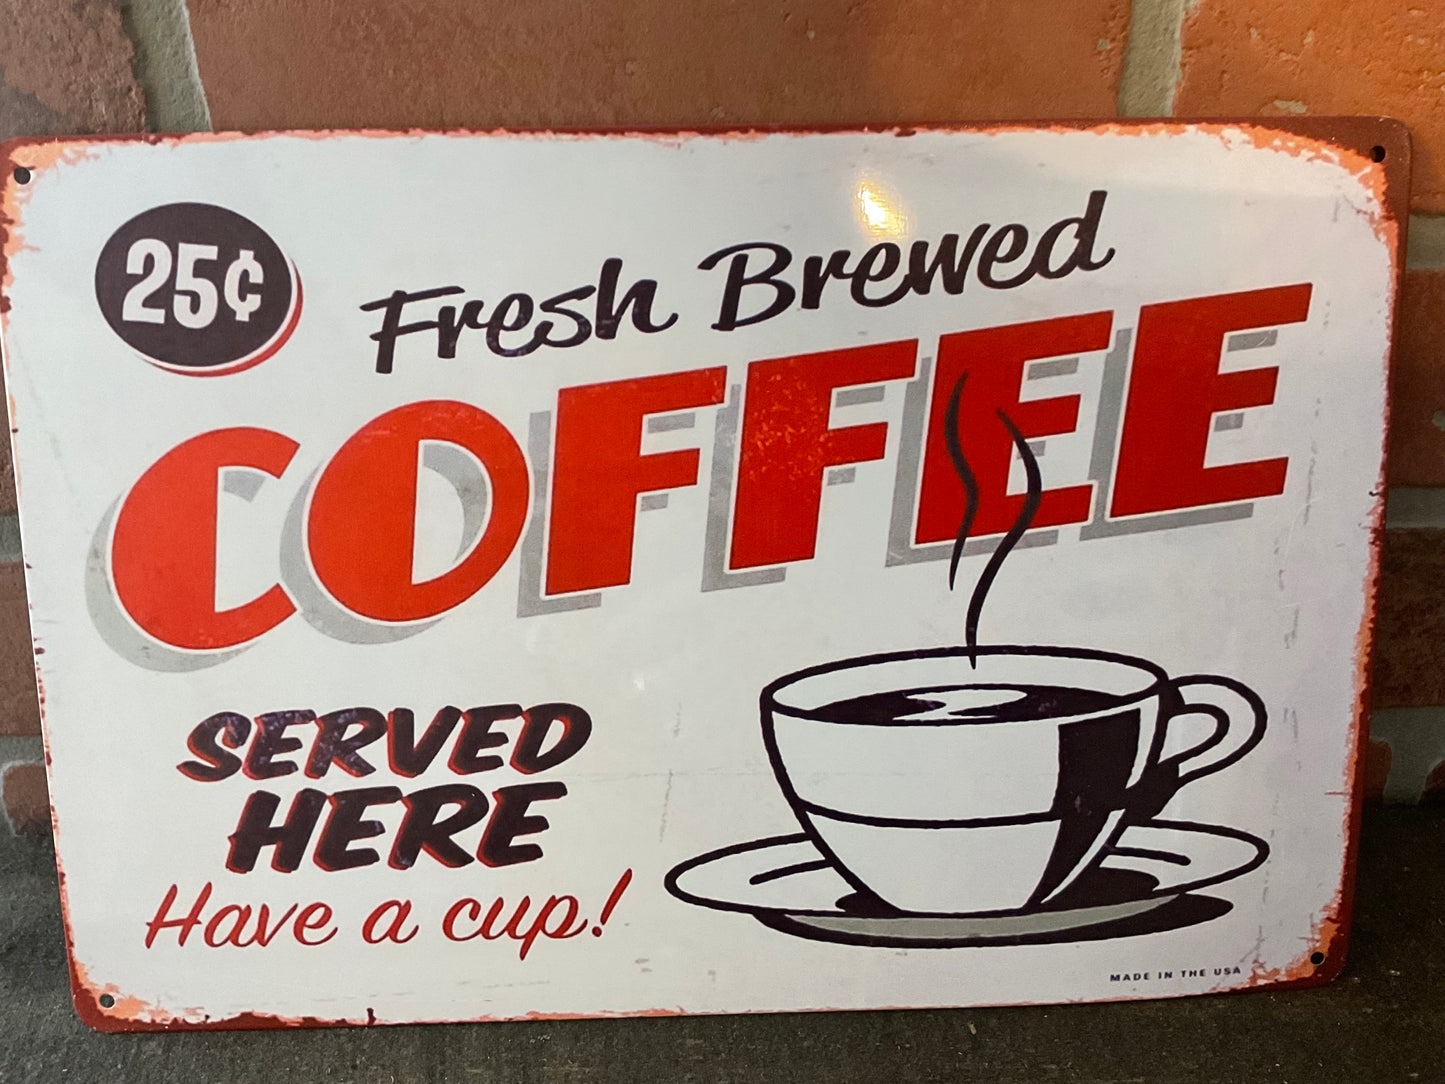 25¢
Fresh Brewed
COFFEE
SERVED
HERE
Have a cup!
MADE IN THE USA